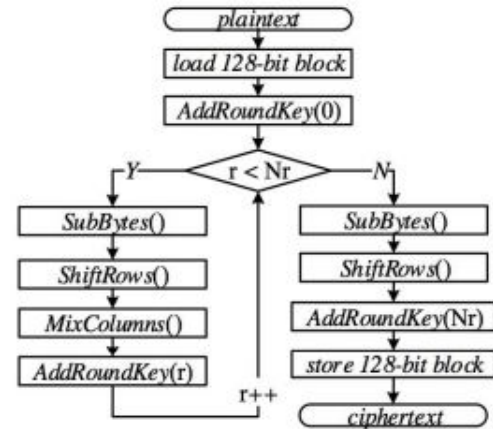 plaintext
load 128-bit block
AddRoundKey(0)
r < Nr
Y
N
SubBytes()
ShiftRows()
MixColumns()
AddRoundKey(r)
r++
SubBytes()
ShiftRows()
AddRoundKey(Nr)
store 128-bit block
ciphertext